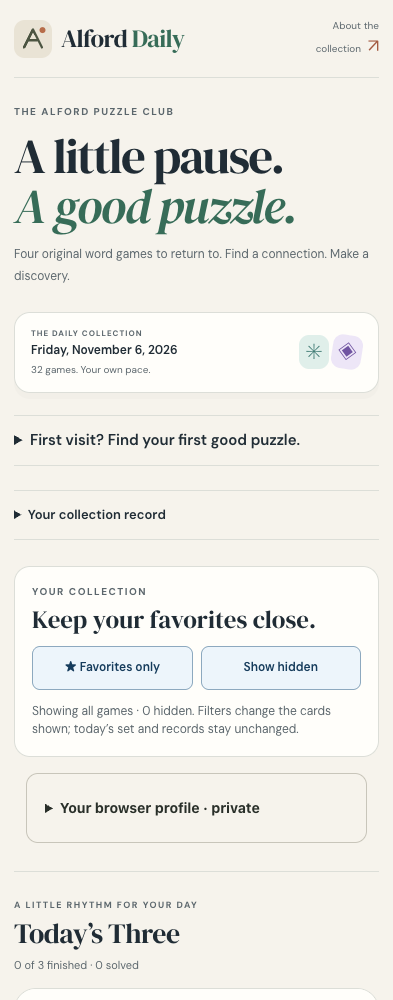 Alford Daily
About the
collection
THE ALFORD PUZZLE CLUB
A little pause.
A good puzzle.
Four original word games to return to. Find a connection. Make a
discovery.
THE DAILY COLLECTION
Friday, November 6, 2026
32 games. Your own pace.
First visit? Find your first good puzzle.
Your collection record
YOUR COLLECTION
Keep your favorites close.
Favorites only
Show hidden
Showing all games · 0 hidden. Filters change the cards
shown; today’s set and records stay unchanged.
Your browser profile · private
A LITTLE RHYTHM FOR YOUR DAY
Today’s Three
0 of 3 finished · 0 solved